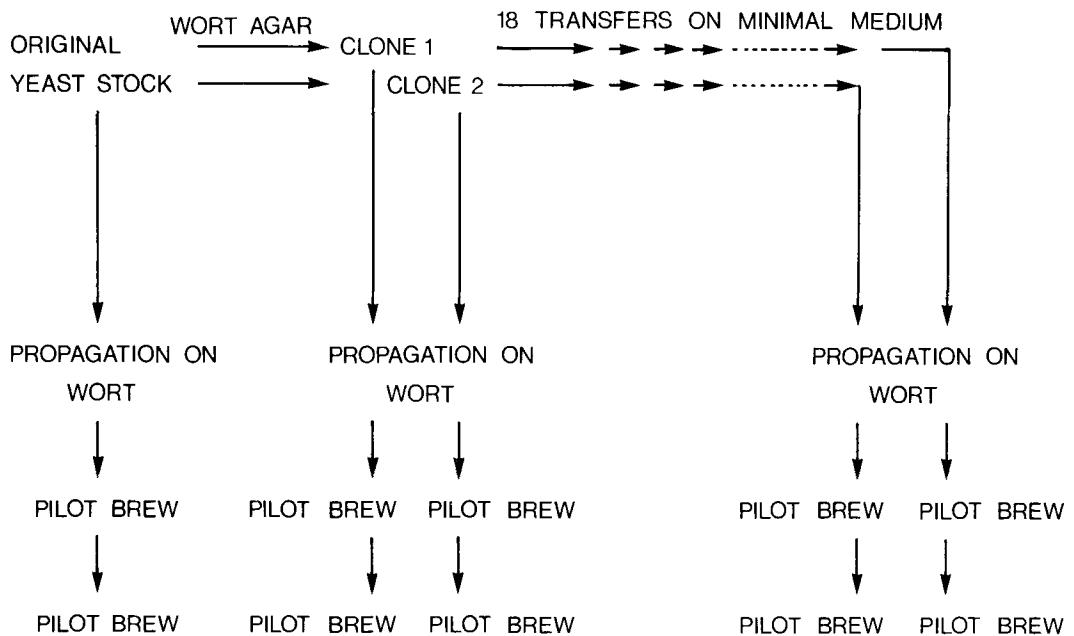 WORT AGAR
18 TRANSFERS ON MINIMAL MEDIUM
ORIGINAL
YEAST STOCK
CLONE 1
CLONE 2
PROPAGATION ON
WORT
PROPAGATION ON
WORT
PROPAGATION ON
WORT
PILOT BREW
PILOT BREW
PILOT BREW
PILOT BREW
PILOT BREW
PILOT BREW
PILOT BREW
PILOT BREW
PILOT BREW
PILOT BREW